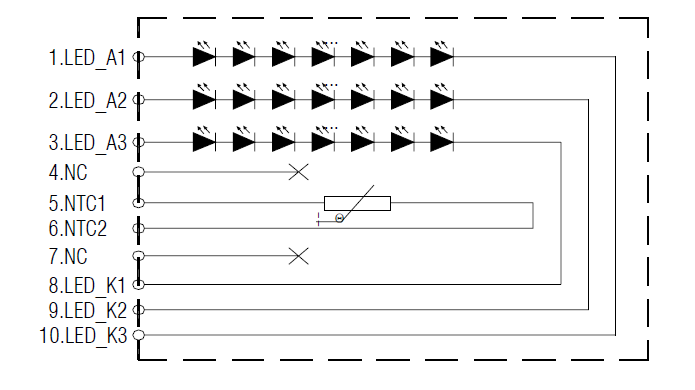 1.LED_A1
2.LED_A2
3.LED_A3
4.NC
5.NTC1
6.NTC2
7.NC
8.LED_K1
9.LED_K2
10.LED_K3